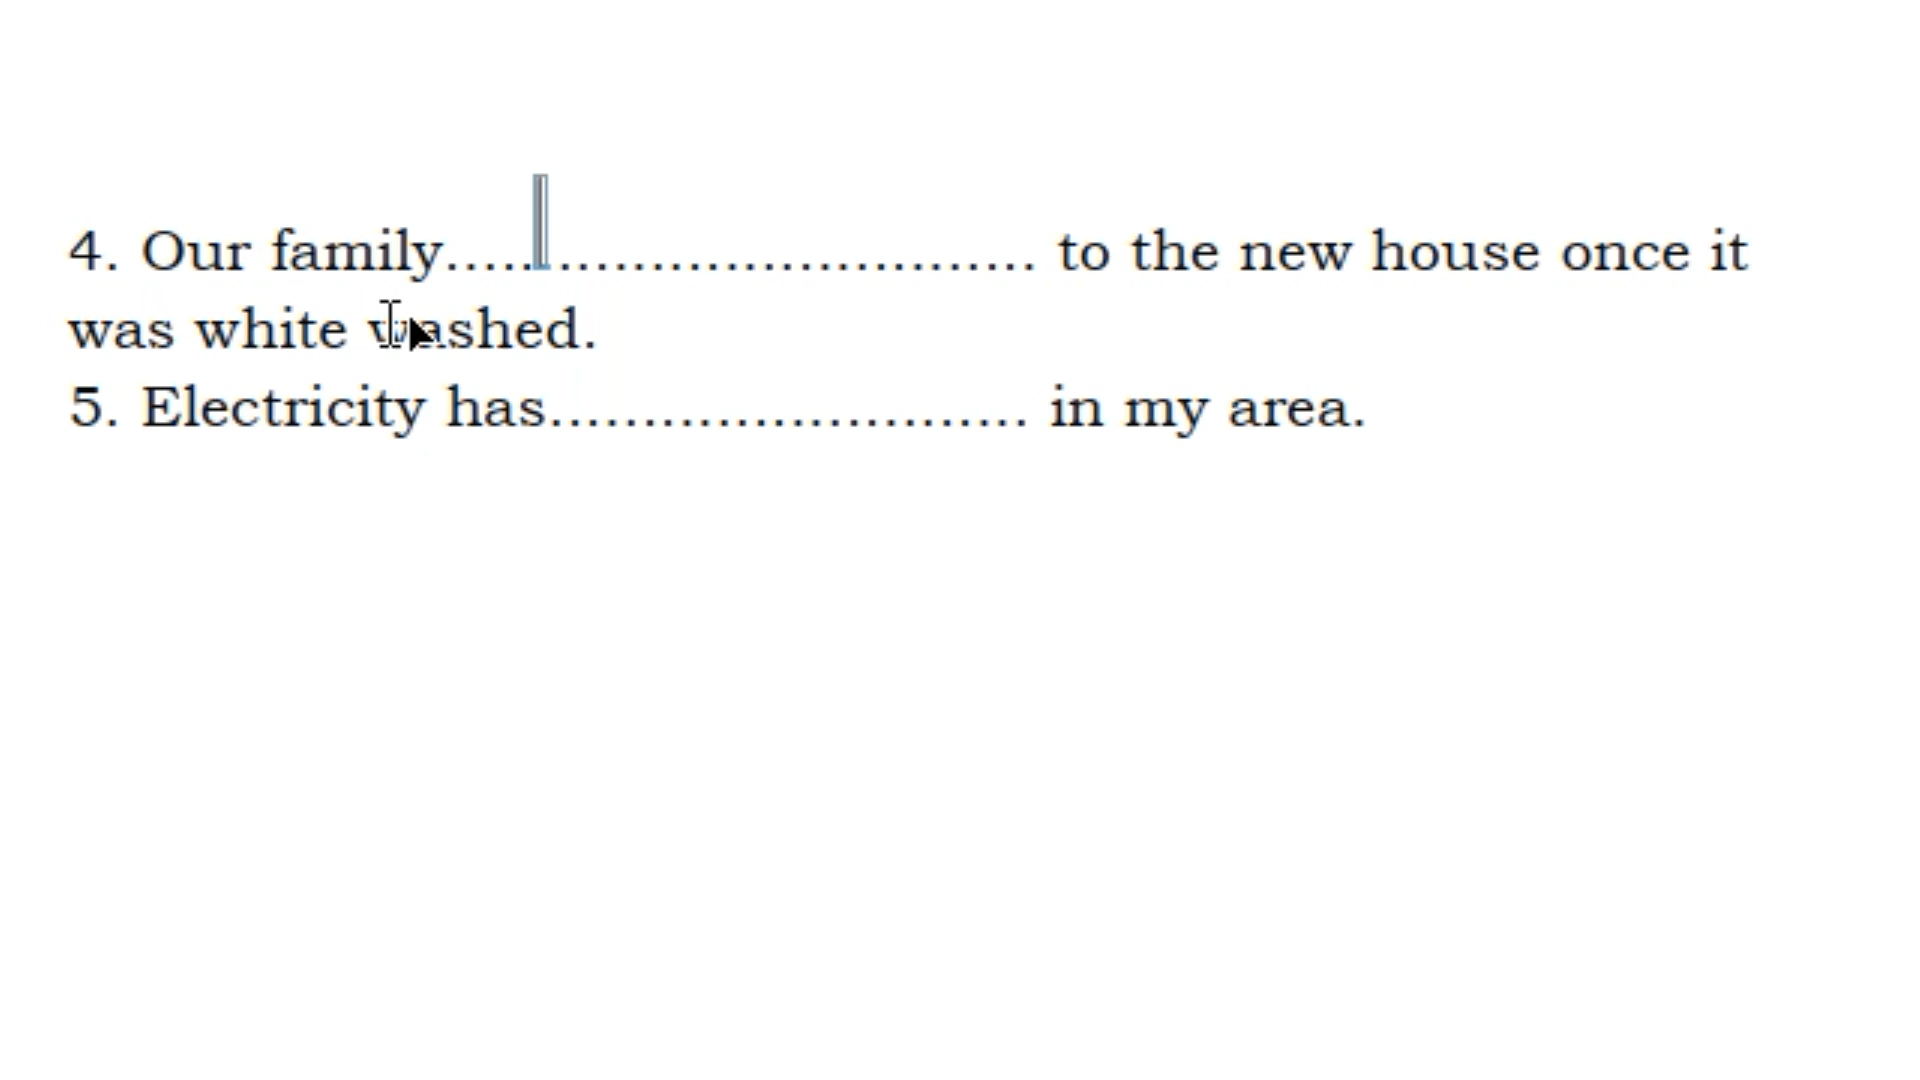 4. Our family................................ to the new house once it
was white washed.
5. Electricity has.......................... in my area.